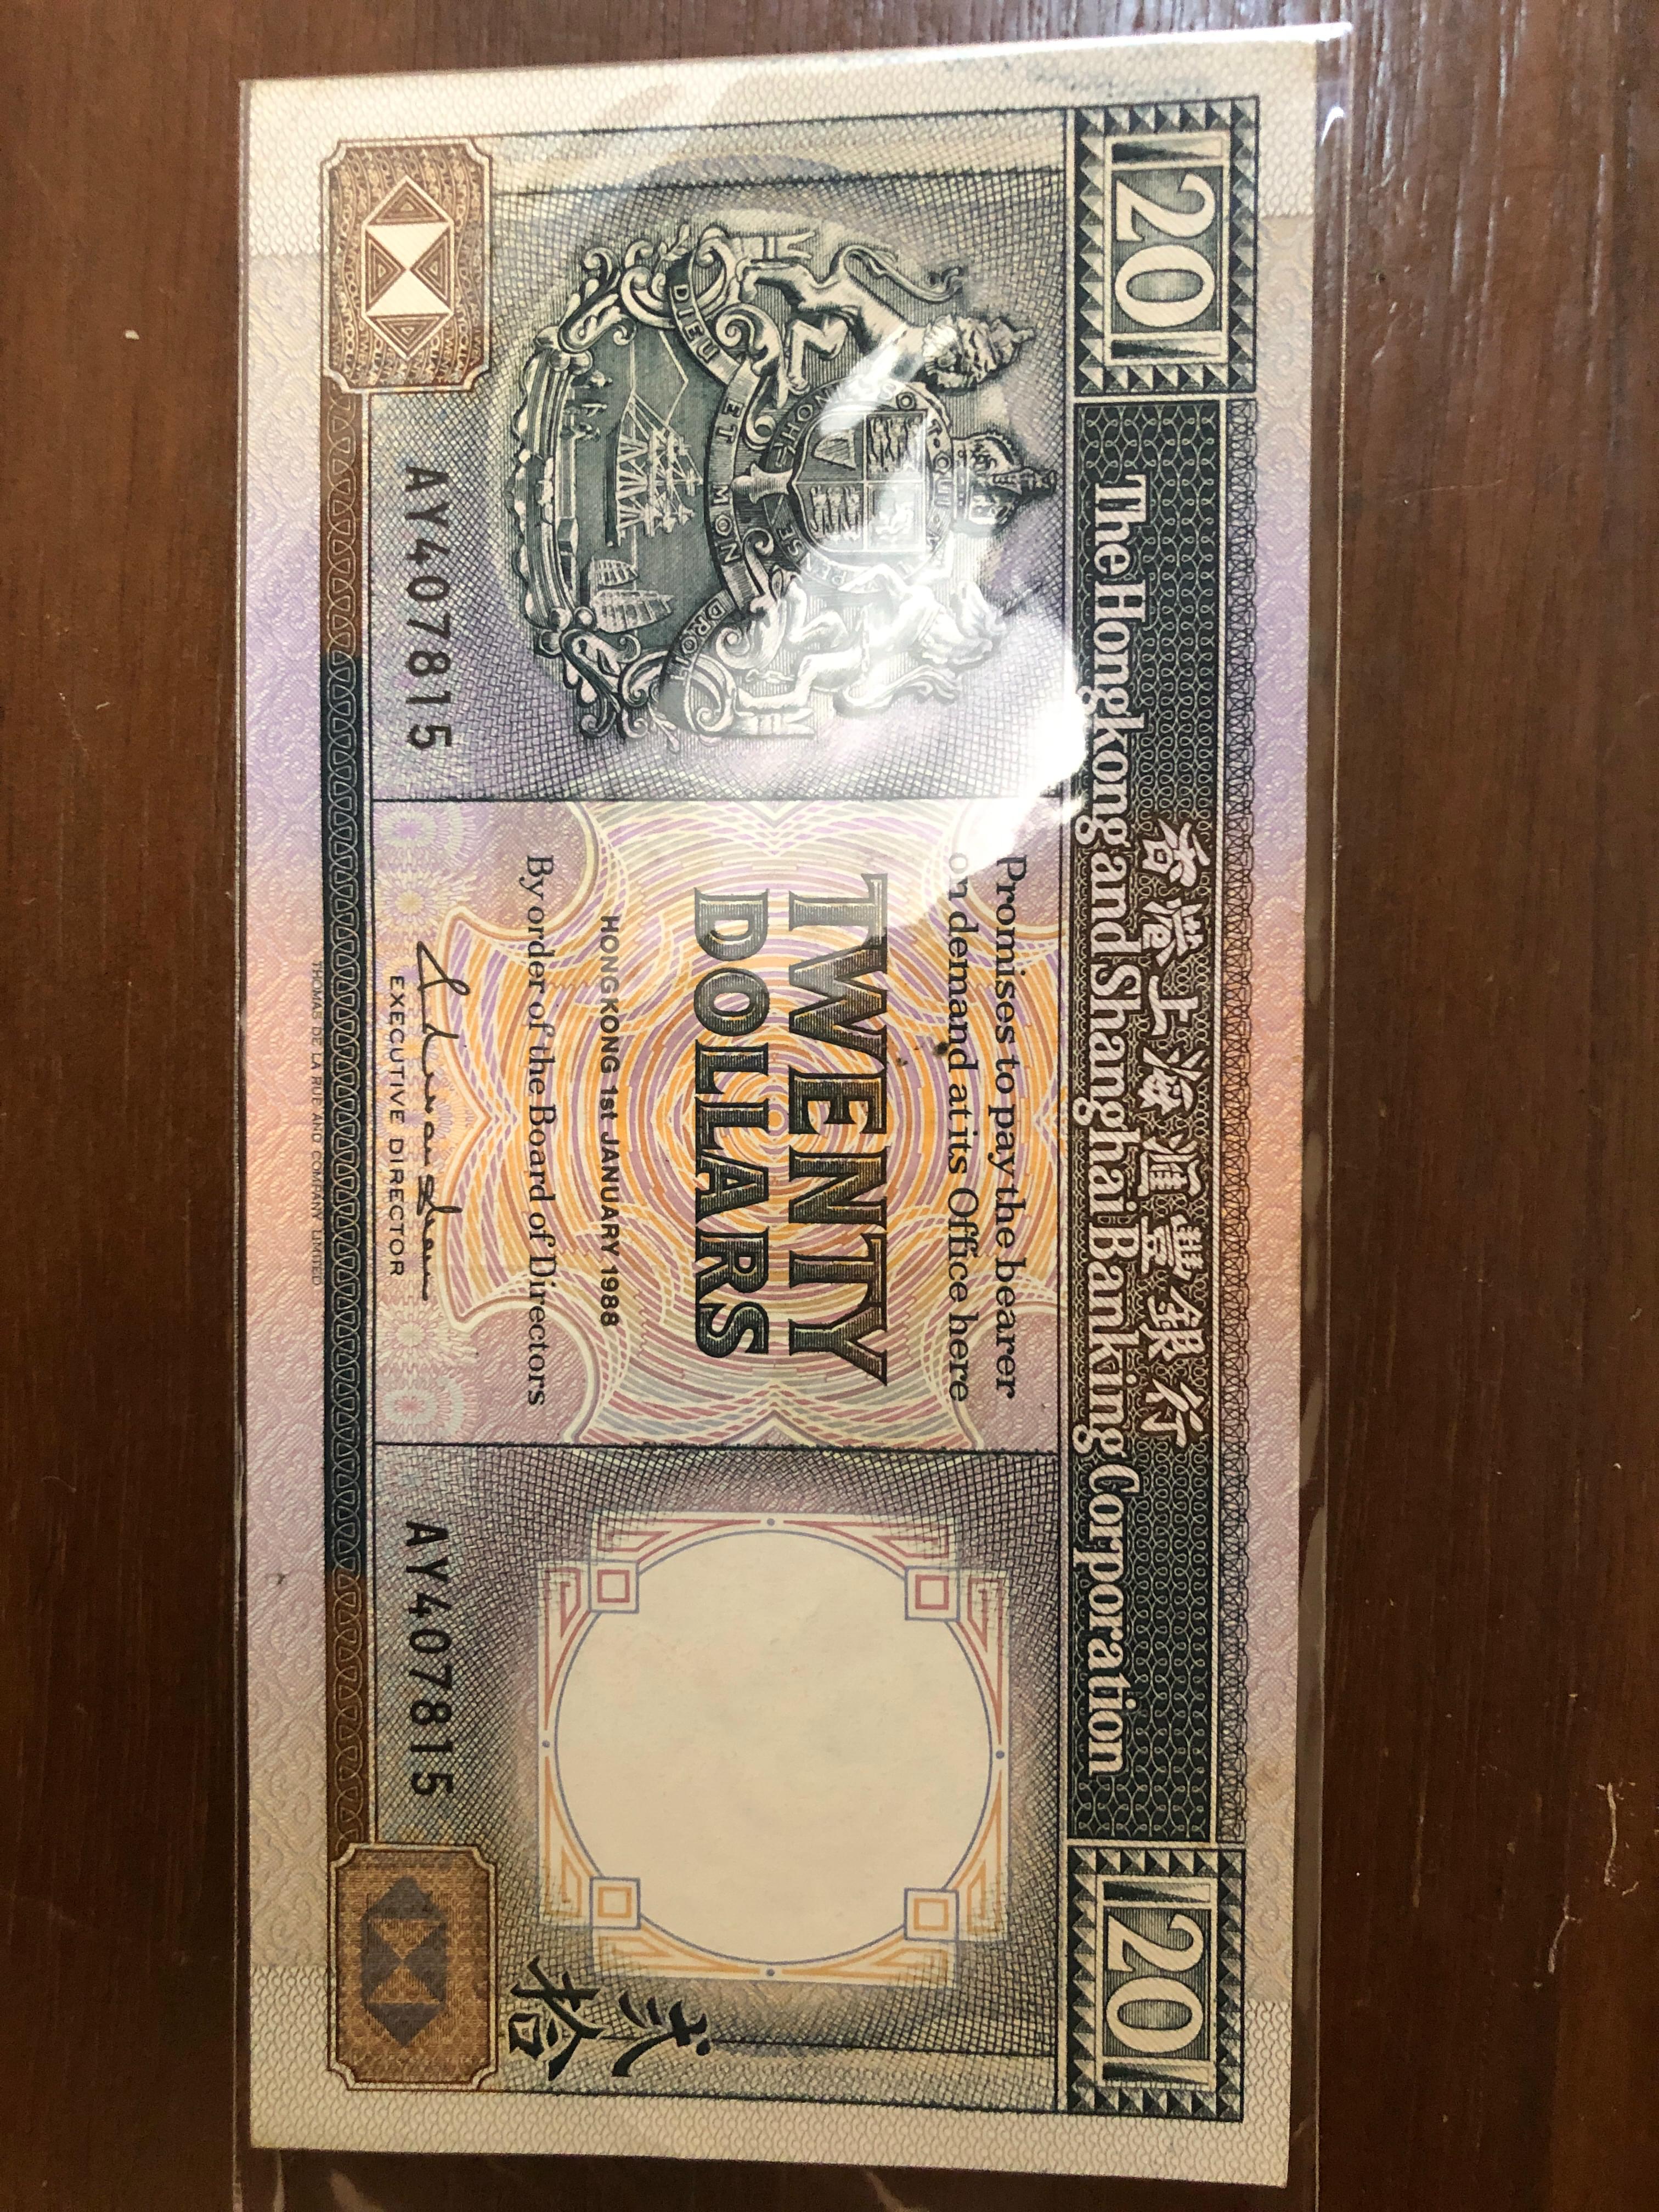 20
香港上海滙豐銀行
20
The Hongkong and Shanghai Banking Corporation
Promises to pay the bearer
on demand at its Office here
TWENTY
DOLLARS
HONG KONG 1st JANUARY 1988
By order of the Board of Directors
EXECUTIVE DIRECTOR
DIEU ET MON DROIT
AY407815
AY407815
貳拾
THOMAS DE LA RUE AND COMPANY LIMITED